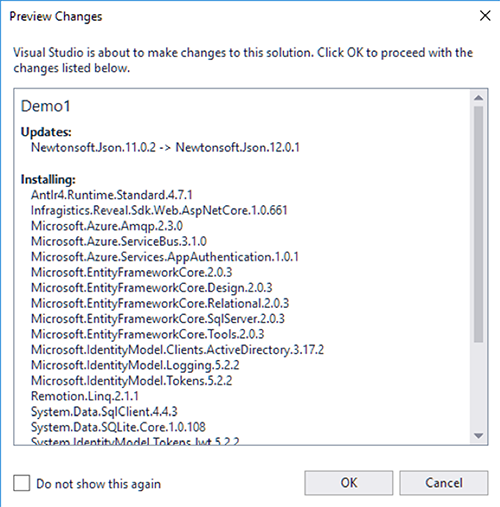 Preview Changes
Visual Studio is about to make changes to this solution. Click OK to proceed with the
changes listed below.
Demo1
Updates:
Newtonsoft.Json.11.0.2 -> Newtonsoft.Json.12.0.1
Installing:
Antlr4.Runtime.Standard.4.7.1
Infragistics.Reveal.Sdk.Web.AspNetCore.1.0.661
Microsoft.Azure.Amqp.2.3.0
Microsoft.Azure.ServiceBus.3.1.0
Microsoft.Azure.Services.AppAuthentication.1.0.1
Microsoft.EntityFrameworkCore.2.0.3
Microsoft.EntityFrameworkCore.Design.2.0.3
Microsoft.EntityFrameworkCore.Relational.2.0.3
Microsoft.EntityFrameworkCore.SqlServer.2.0.3
Microsoft.EntityFrameworkCore.Tools.2.0.3
Microsoft.IdentityModel.Clients.ActiveDirectory.3.17.2
Microsoft.IdentityModel.Logging.5.2.2
Microsoft.IdentityModel.Tokens.5.2.2
Remotion.Linq.2.1.1
System.Data.SqlClient.4.4.3
System.Data.SQLite.Core.1.0.108
System.IdentityModel.Tokens.Jwt.5.2.2
Do not show this again
OK
Cancel